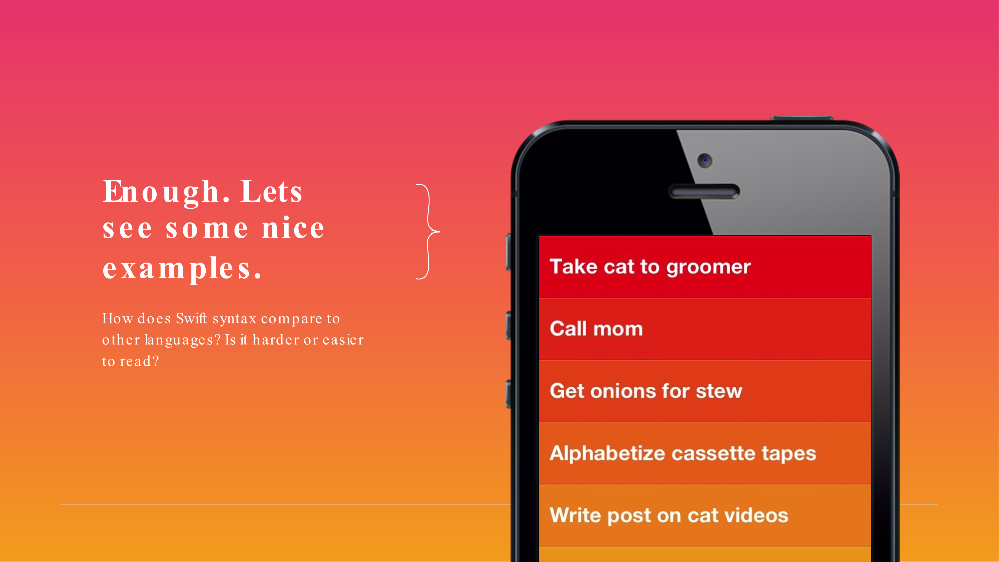 Enough. Lets
see some nice
examples.
How does Swift syntax compare to
other languages? Is it harder or easier
to read?
Take cat to groomer
Call mom
Get onions for stew
Alphabetize cassette tapes
Write post on cat videos